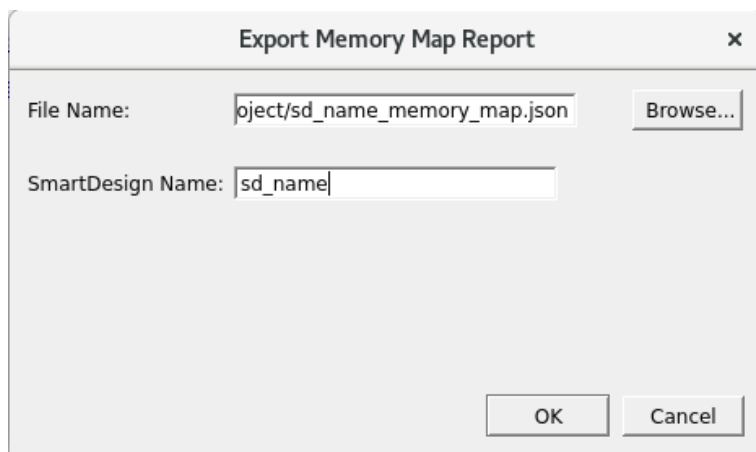 Export Memory Map Report
File Name: oject/sd_name_memory_map.json Browse...
SmartDesign Name: sd_name
OK Cancel